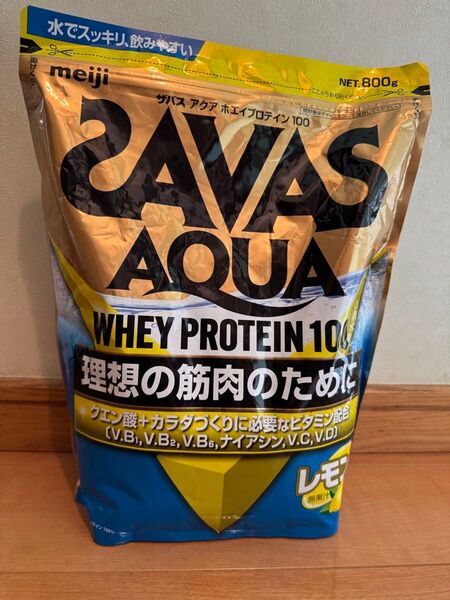 水でスッキリ、飲みやすい
meiji
NET.800g
ザバス アクア ホエイプロテイン100
SAVAS
AQUA
WHEY PROTEIN 100
理想の筋肉のために
クエン酸+カラダづくりに必要なビタミン配合
(V.B₁,V.B₂,V.B₆,ナイアシン,V.C,V.D)
レモン
無果汁